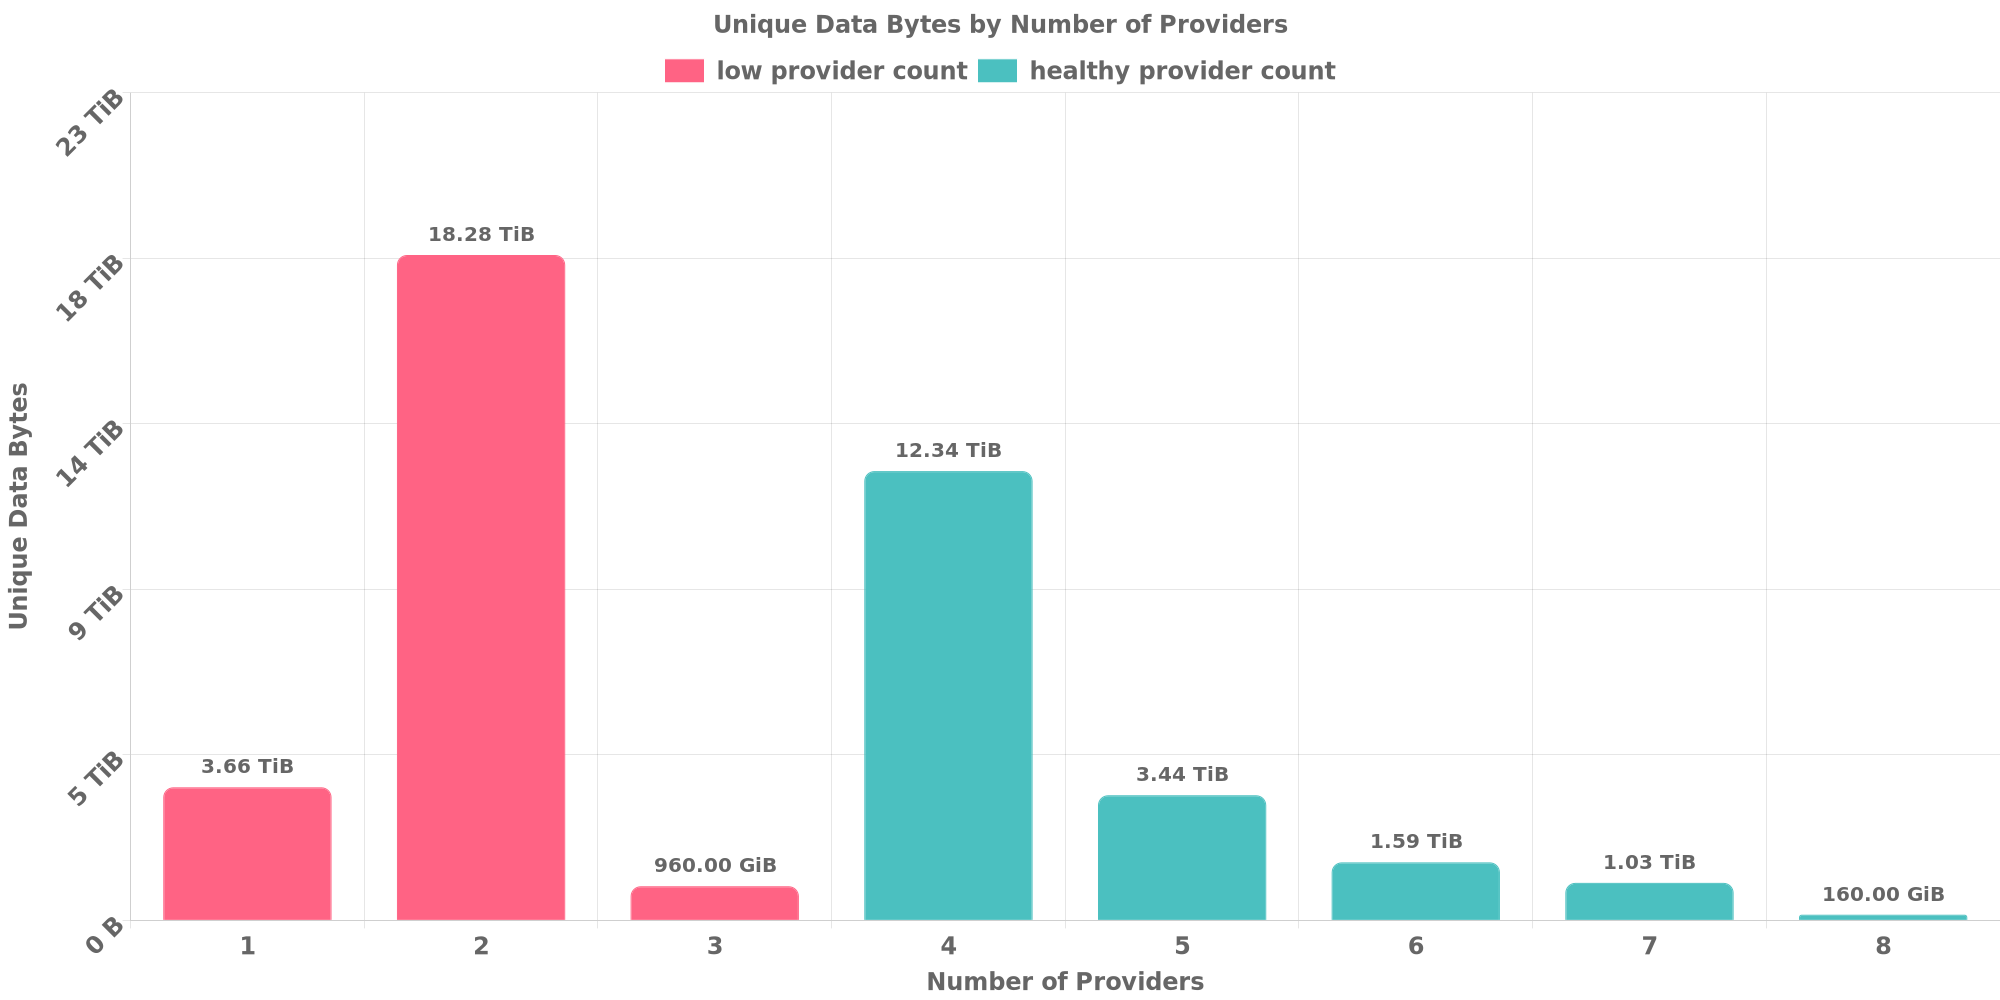 Unique Data Bytes by Number of Providers
low provider count healthy provider count
23 TiB
18 TiB
14 TiB
9 TiB
5 TiB
0 B
Unique Data Bytes
3.66 TiB
18.28 TiB
960.00 GiB
12.34 TiB
3.44 TiB
1.59 TiB
1.03 TiB
160.00 GiB
1 2 3 4 5 6 7 8
Number of Providers